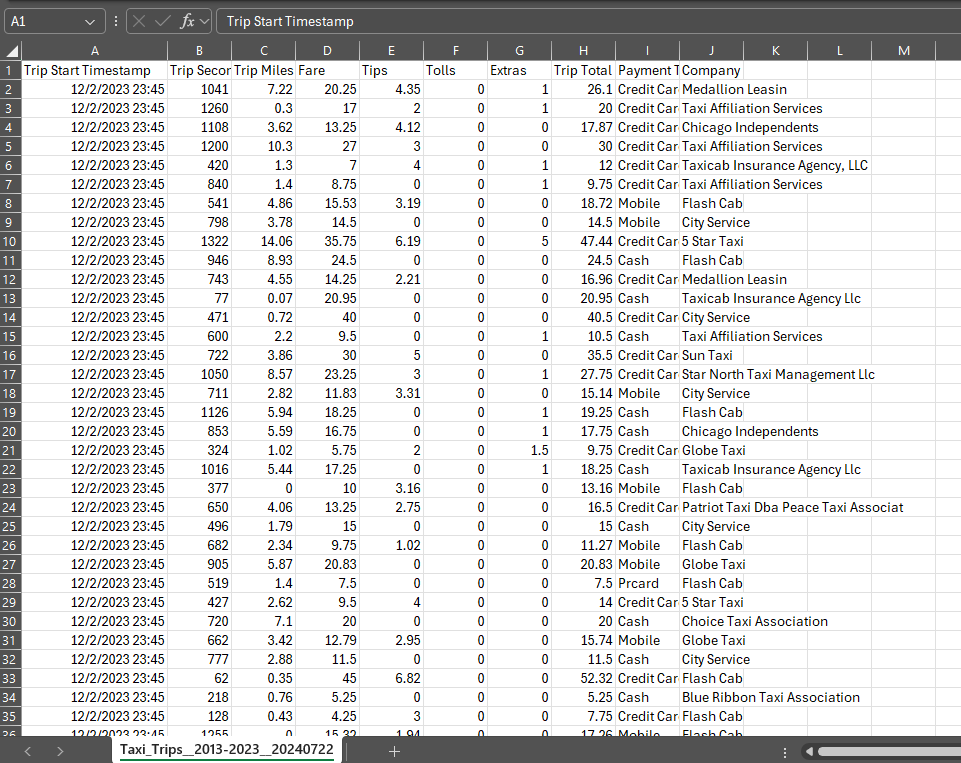 A1 fx Trip Start Timestamp
A B C D E F G H I J K L M
1 Trip Start Timestamp Trip Secor Trip Miles Fare Tips Tolls Extras Trip Total Payment T Company
2 12/2/2023 23:45 1041 7.22 20.25 4.35 0 1 26.1 Credit Car Medallion Leasin
3 12/2/2023 23:45 1260 0.3 17 2 0 1 20 Credit Car Taxi Affiliation Services
4 12/2/2023 23:45 1108 3.62 13.25 4.12 0 0 17.87 Credit Car Chicago Independents
5 12/2/2023 23:45 1200 10.3 27 3 0 0 30 Credit Car Taxi Affiliation Services
6 12/2/2023 23:45 420 1.3 7 4 0 1 12 Credit Car Taxicab Insurance Agency, LLC
7 12/2/2023 23:45 840 1.4 8.75 0 0 1 9.75 Credit Car Taxi Affiliation Services
8 12/2/2023 23:45 541 4.86 15.53 3.19 0 0 18.72 Mobile Flash Cab
9 12/2/2023 23:45 798 3.78 14.5 0 0 0 14.5 Mobile City Service
10 12/2/2023 23:45 1322 14.06 35.75 6.19 0 5 47.44 Credit Car 5 Star Taxi
11 12/2/2023 23:45 946 8.93 24.5 0 0 0 24.5 Cash Flash Cab
12 12/2/2023 23:45 743 4.55 14.25 2.21 0 0 16.96 Credit Car Medallion Leasin
13 12/2/2023 23:45 77 0.07 20.95 0 0 0 20.95 Cash Taxicab Insurance Agency Llc
14 12/2/2023 23:45 471 0.72 40 0 0 0 40.5 Credit Car City Service
15 12/2/2023 23:45 600 2.2 9.5 0 0 1 10.5 Cash Taxi Affiliation Services
16 12/2/2023 23:45 722 3.86 30 5 0 0 35.5 Credit Car Sun Taxi
17 12/2/2023 23:45 1050 8.57 23.25 3 0 1 27.75 Credit Car Star North Taxi Management Llc
18 12/2/2023 23:45 711 2.82 11.83 3.31 0 0 15.14 Mobile City Service
19 12/2/2023 23:45 1126 5.94 18.25 0 0 1 19.25 Cash Flash Cab
20 12/2/2023 23:45 853 5.59 16.75 0 0 1 17.75 Cash Chicago Independents
21 12/2/2023 23:45 324 1.02 5.75 2 0 1.5 9.75 Credit Car Globe Taxi
22 12/2/2023 23:45 1016 5.44 17.25 0 0 1 18.25 Cash Taxicab Insurance Agency Llc
23 12/2/2023 23:45 377 0 10 3.16 0 0 13.16 Mobile Flash Cab
24 12/2/2023 23:45 650 4.06 13.25 2.75 0 0 16.5 Credit Car Patriot Taxi Dba Peace Taxi Associat
25 12/2/2023 23:45 496 1.79 15 0 0 0 15 Cash City Service
26 12/2/2023 23:45 682 2.34 9.75 1.02 0 0 11.27 Mobile Flash Cab
27 12/2/2023 23:45 905 5.87 20.83 0 0 0 20.83 Mobile Globe Taxi
28 12/2/2023 23:45 519 1.4 7.5 0 0 0 7.5 Prcard Flash Cab
29 12/2/2023 23:45 427 2.62 9.5 4 0 0 14 Credit Car 5 Star Taxi
30 12/2/2023 23:45 720 7.1 20 0 0 0 20 Cash Choice Taxi Association
31 12/2/2023 23:45 662 3.42 12.79 2.95 0 0 15.74 Mobile Globe Taxi
32 12/2/2023 23:45 777 2.88 11.5 0 0 0 11.5 Cash City Service
33 12/2/2023 23:45 62 0.35 45 6.82 0 0 52.32 Credit Car Flash Cab
34 12/2/2023 23:45 218 0.76 5.25 0 0 0 5.25 Cash Blue Ribbon Taxi Association
35 12/2/2023 23:45 128 0.43 4.25 3 0 0 7.75 Credit Car Flash Cab
36 12/2/2023 23:45 1255 0 15.32 1.94 0 0 17.26 Mobile Flash Cab
Taxi_Trips__2013-2023__20240722